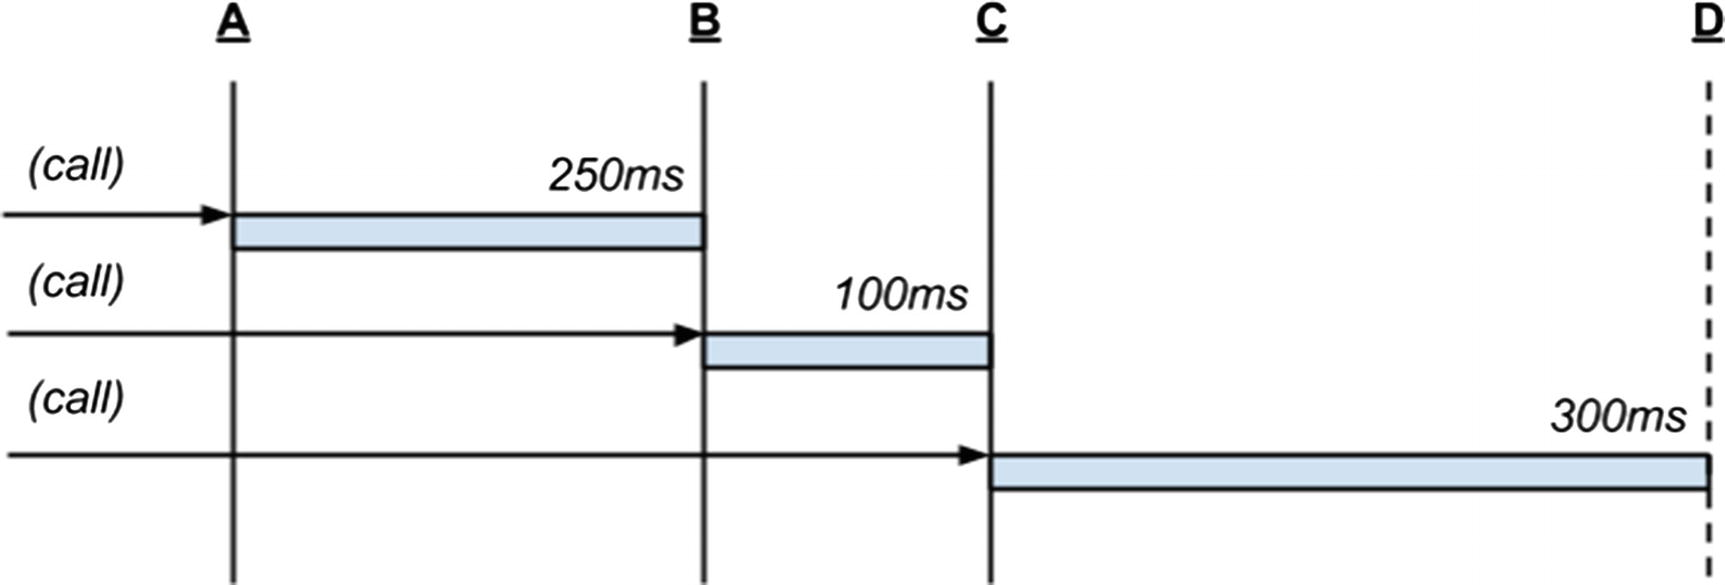 A B C D
(call) 250ms
(call) 100ms
(call) 300ms